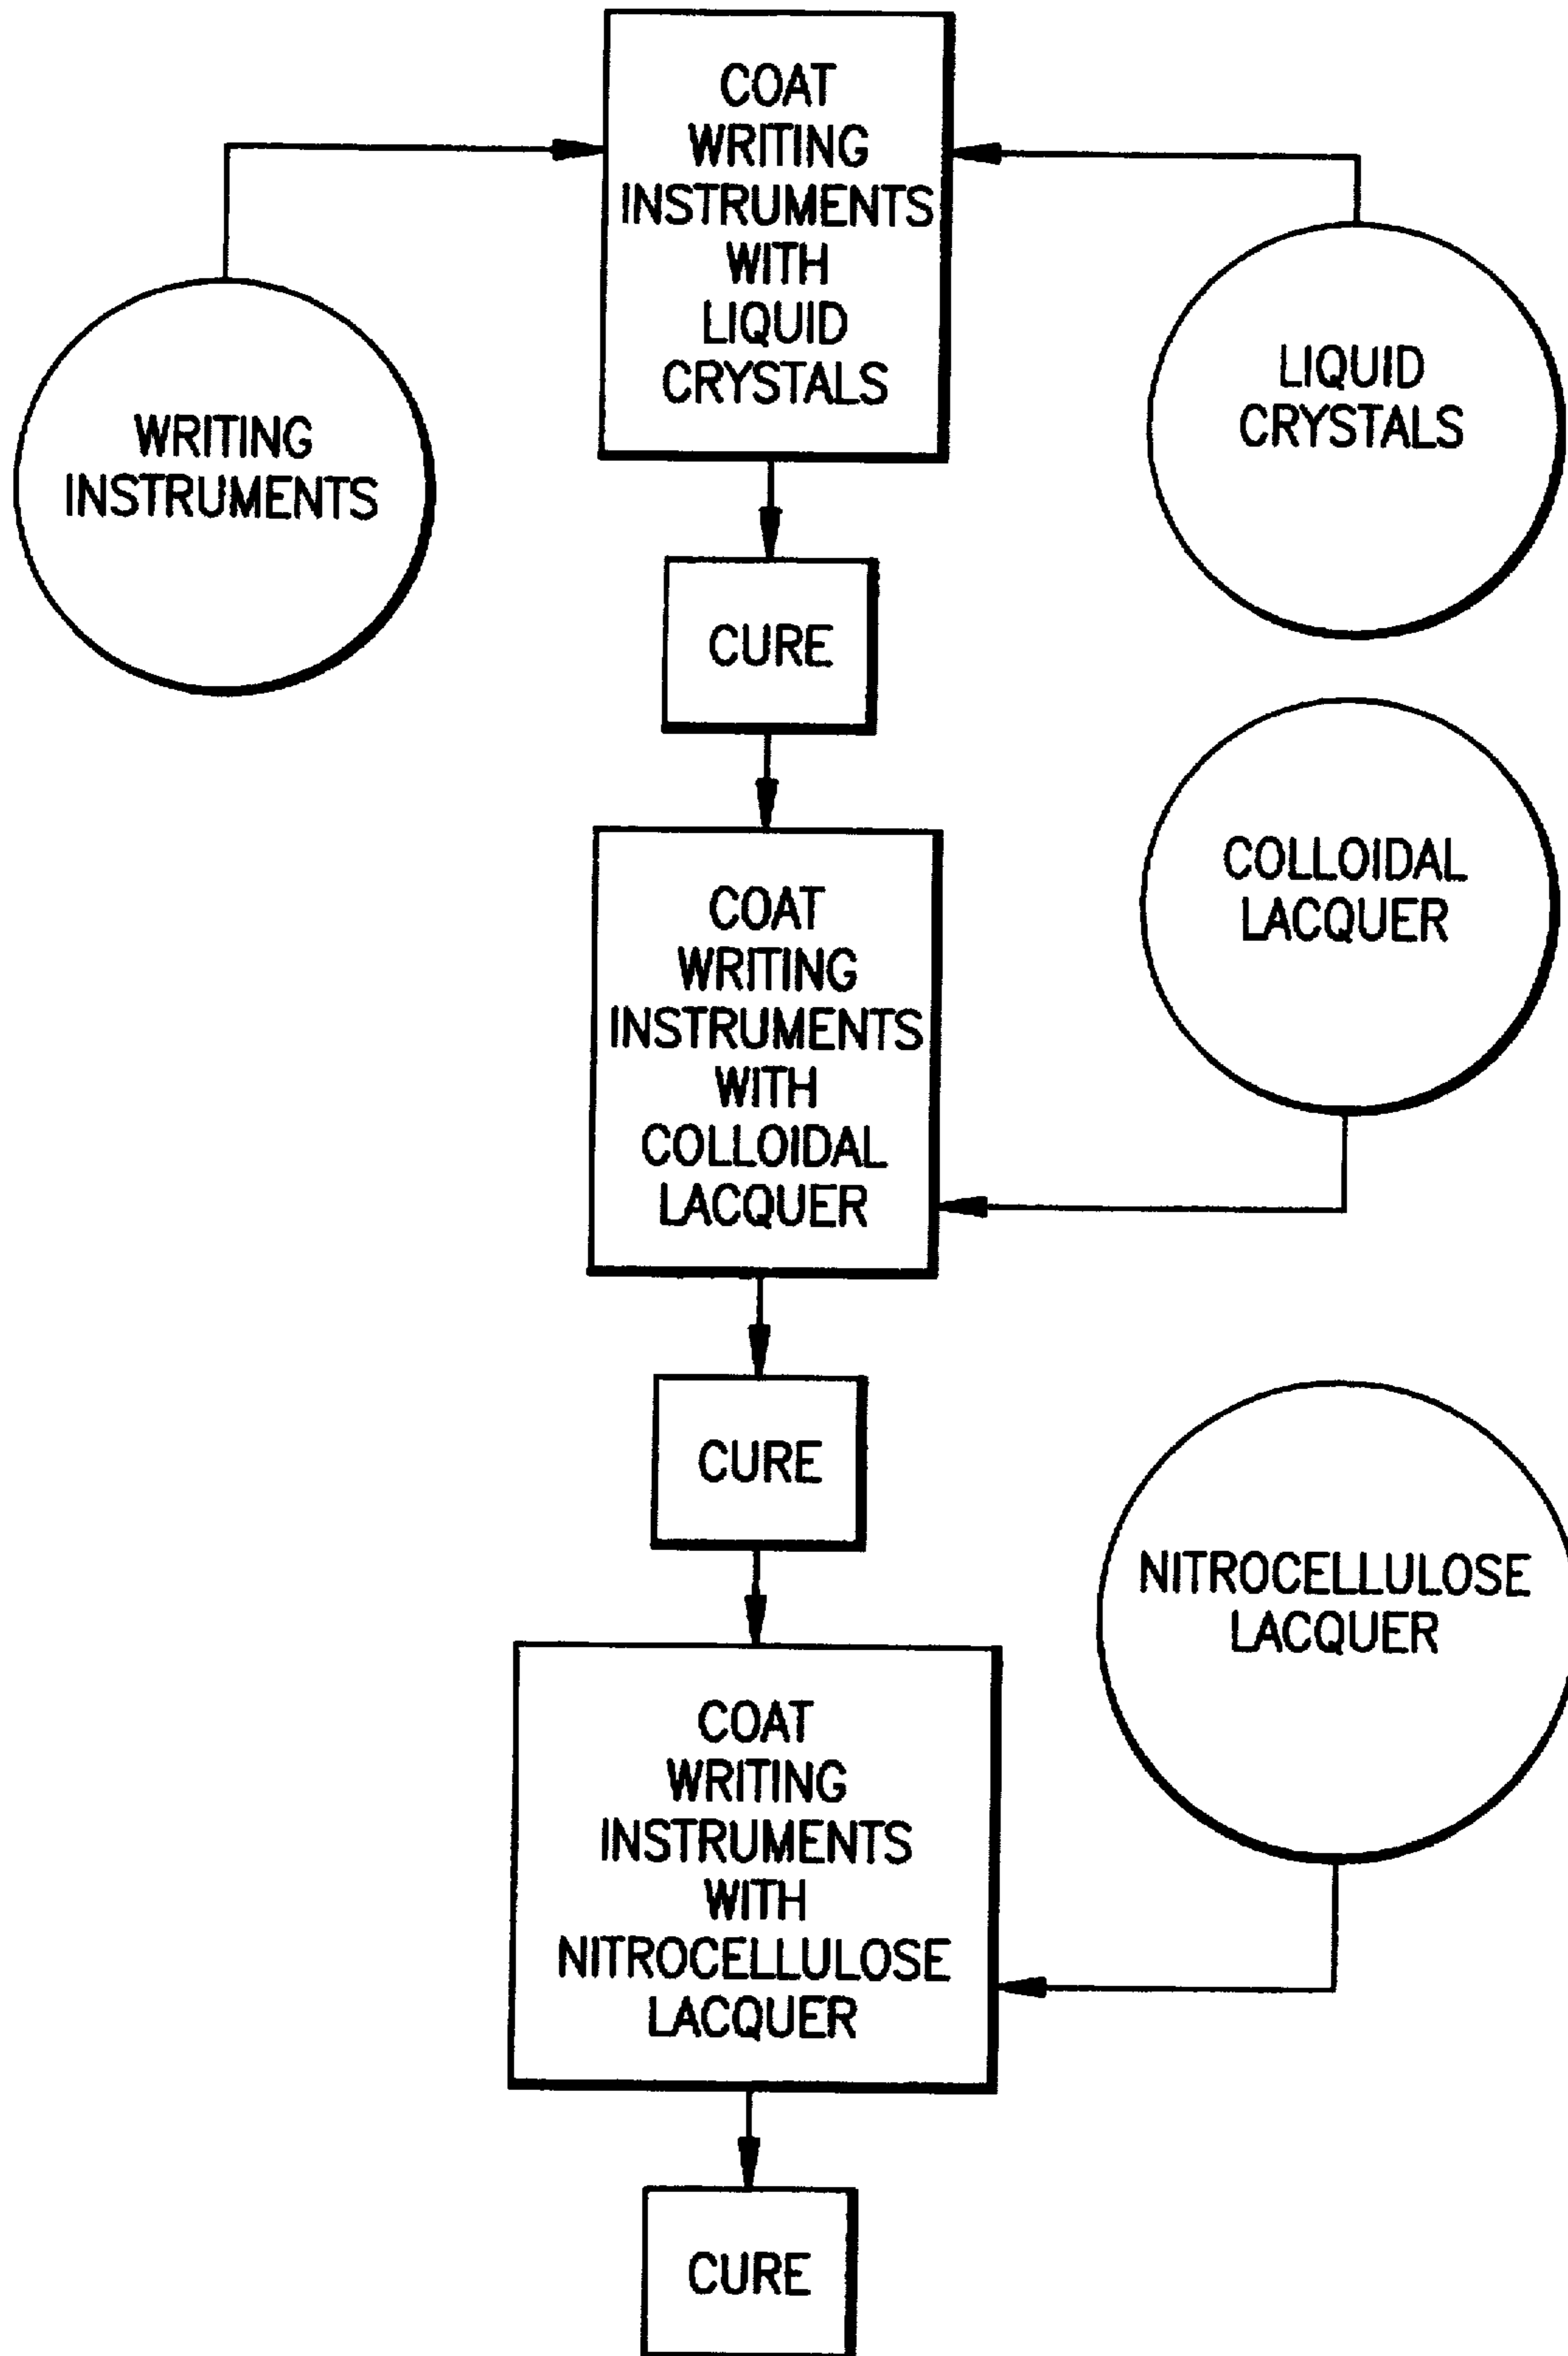 COAT
WRITING
INSTRUMENTS
WITH
LIQUID
CRYSTALS
WRITING
INSTRUMENTS
LIQUID
CRYSTALS
CURE
COLLOIDAL
LACQUER
COAT
WRITING
INSTRUMENTS
WITH
COLLOIDAL
LACQUER
CURE
NITROCELLULOSE
LACQUER
COAT
WRITING
INSTRUMENTS
WITH
NITROCELLULOSE
LACQUER
CURE